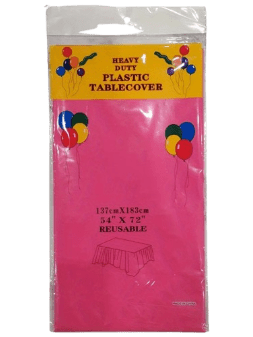 HEAVY
DUTY
PLASTIC
TABLECOVER
137cmX183cm
54" X 72"
REUSABLE